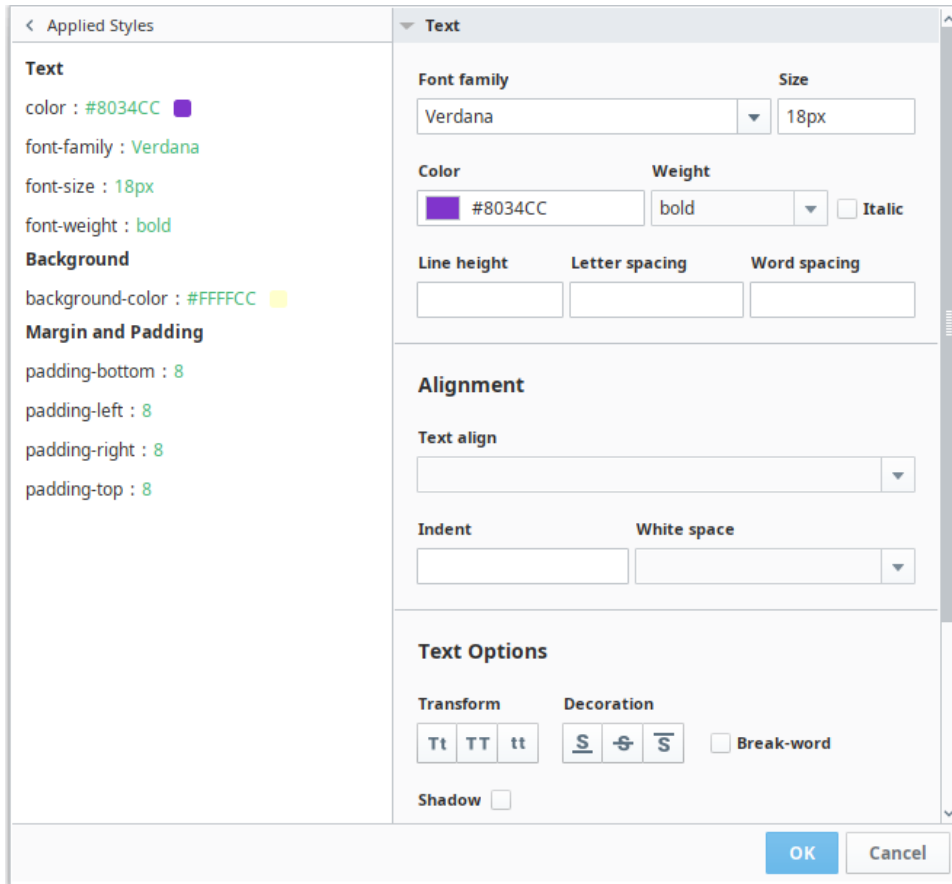 Applied Styles
Text
color : #8034CC
font-family : Verdana
font-size : 18px
font-weight : bold
Background
background-color : #FFFFCC
Margin and Padding
padding-bottom : 8
padding-left : 8
padding-right : 8
padding-top : 8
Text
Font family Size
Verdana 18px
Color Weight
#8034CC bold Italic
Line height Letter spacing Word spacing
Alignment
Text align
Indent White space
Text Options
Transform Decoration
Tt TT tt S S S Break-word
Shadow
OK Cancel